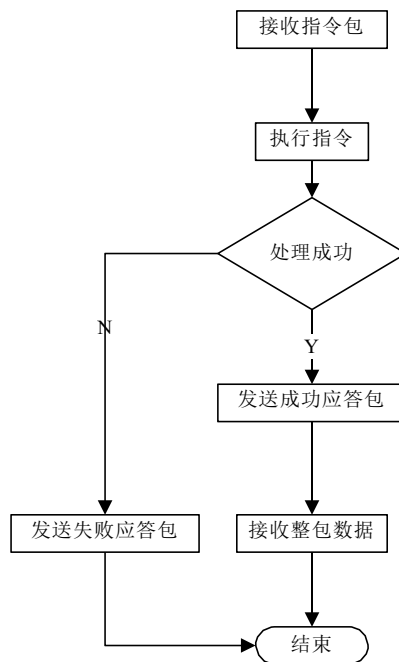 接收指令包
执行指令
处理成功
N
Y
发送成功应答包
发送失败应答包
接收整包数据
结束